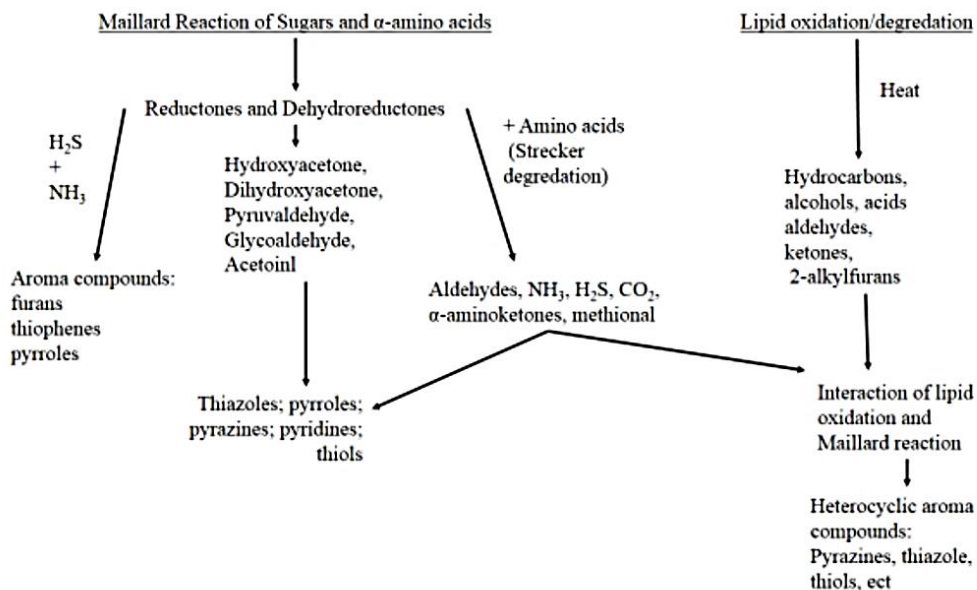 Maillard Reaction of Sugars and α-amino acids
Lipid oxidation/degredation
Reductones and Dehydroreductones
Heat
H₂S
+
NH₃
+ Amino acids
(Strecker
degredation)
Hydroxyacetone,
Dihydroxyacetone,
Pyruvaldehyde,
Glycoaldehyde,
Acetoinl
Hydrocarbons,
alcohols, acids
aldehydes,
ketones,
2-alkylfurans
Aroma compounds:
furans
thiophenes
pyrroles
Aldehydes, NH₃, H₂S, CO₂,
α-aminoketones, methional
Thiazoles; pyrroles;
pyrazines; pyridines;
thiols
Interaction of lipid
oxidation and
Maillard reaction
Heterocyclic aroma
compounds:
Pyrazines, thiazole,
thiols, ect